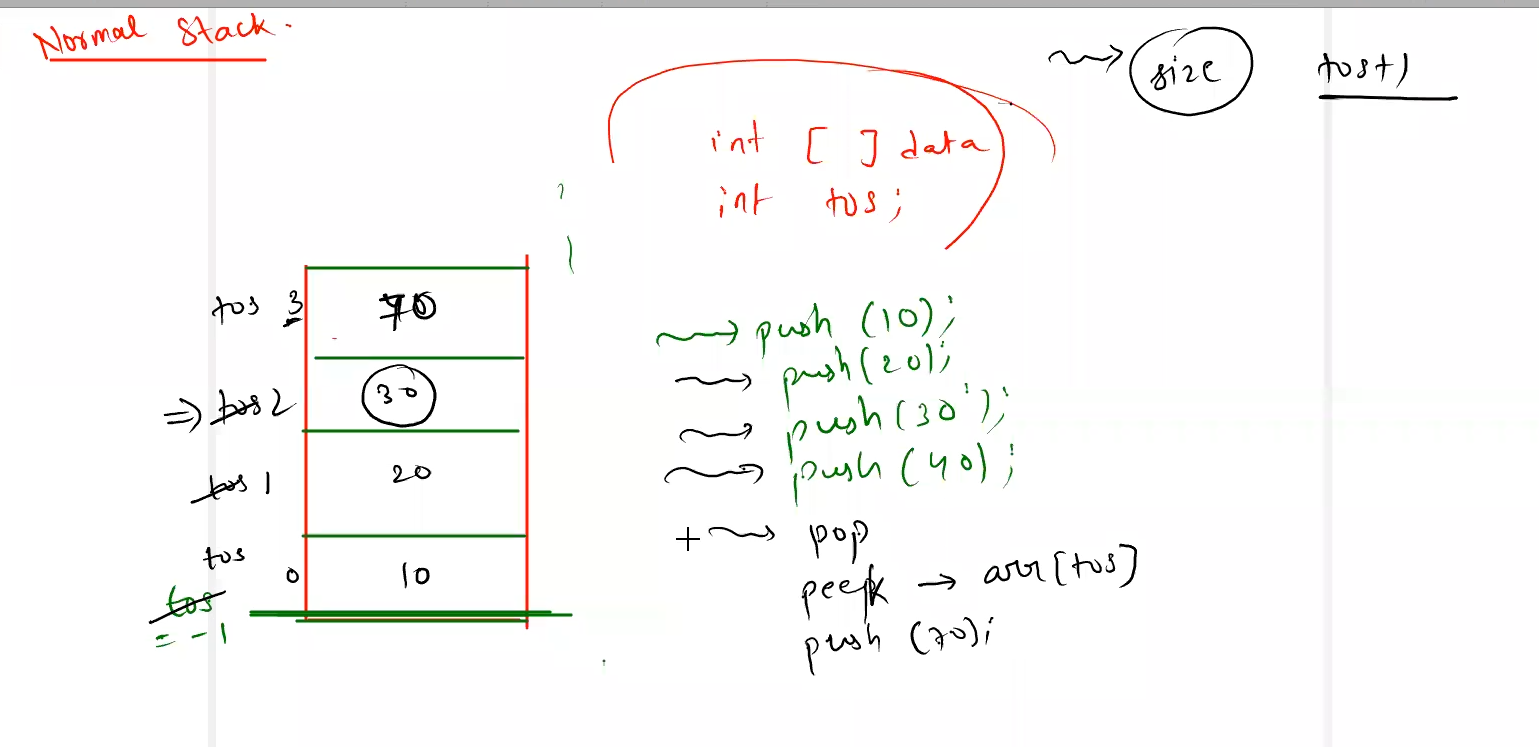 Normal Stack.
size tos+1
int [ ] data
int tos;
tos 3 70
=> tos 2 30
tos 1 20
tos 0 10
tos
= -1
push (10);
push(20);
push(30);
push(40);
+ pop
peek → arr[tos]
push (70);